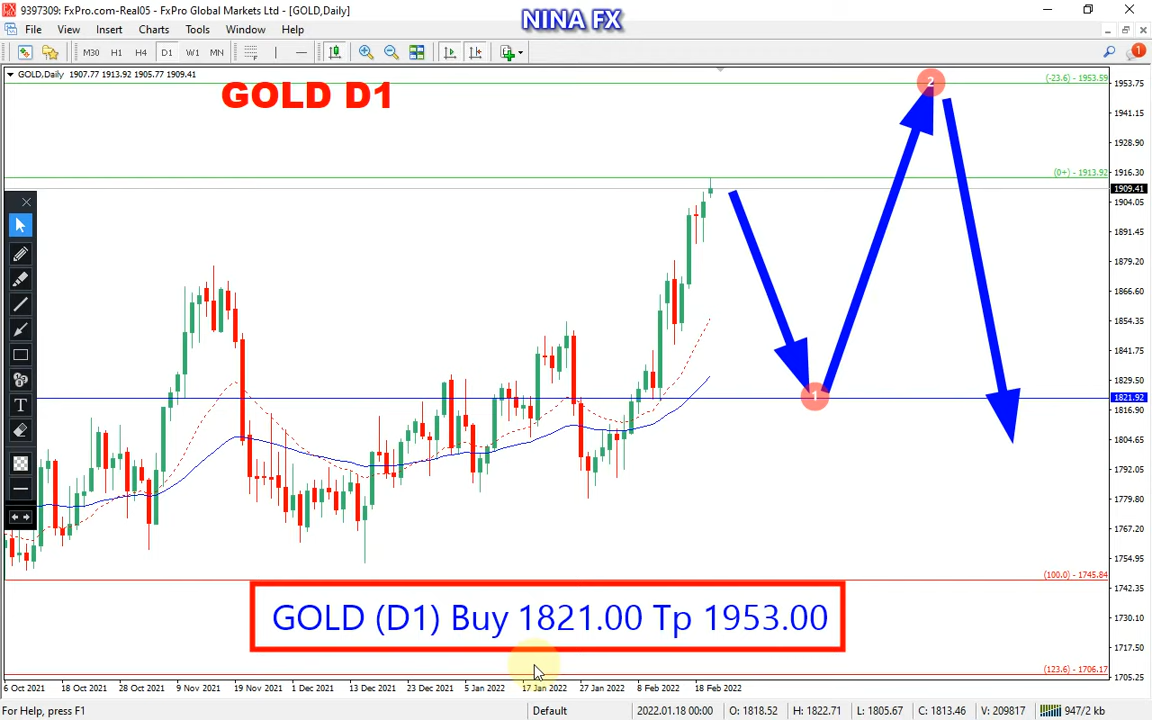 9397309: FxPro.com-Real05 - FxPro Global Markets Ltd - [GOLD,Daily]
NINA FX
File View Insert Charts Tools Window Help
M30 H1 H4 D1 W1 MN
1
GOLD,Daily 1907.77 1913.92 1905.77 1909.41
GOLD D1
(-23.6) - 1953.59
1953.75
2
1941.15
1928.90
(0+) - 1913.92
1916.30
1909.41
1904.05
1891.45
1879.20
1866.60
1854.35
1841.75
1829.50
1821.92
1
1816.90
1804.65
1792.05
1779.80
1767.20
1754.95
(100.0) - 1745.84
1742.35
GOLD (D1) Buy 1821.00 Tp 1953.00
1730.10
1717.50
(123.6) - 1706.17
1705.25
6 Oct 2021 18 Oct 2021 28 Oct 2021 9 Nov 2021 19 Nov 2021 1 Dec 2021 13 Dec 2021 23 Dec 2021 5 Jan 2022 17 Jan 2022 27 Jan 2022 8 Feb 2022 18 Feb 2022
For Help, press F1 Default 2022.01.18 00:00 O: 1818.52 H: 1822.71 L: 1805.67 C: 1813.46 V: 209817 947/2 kb